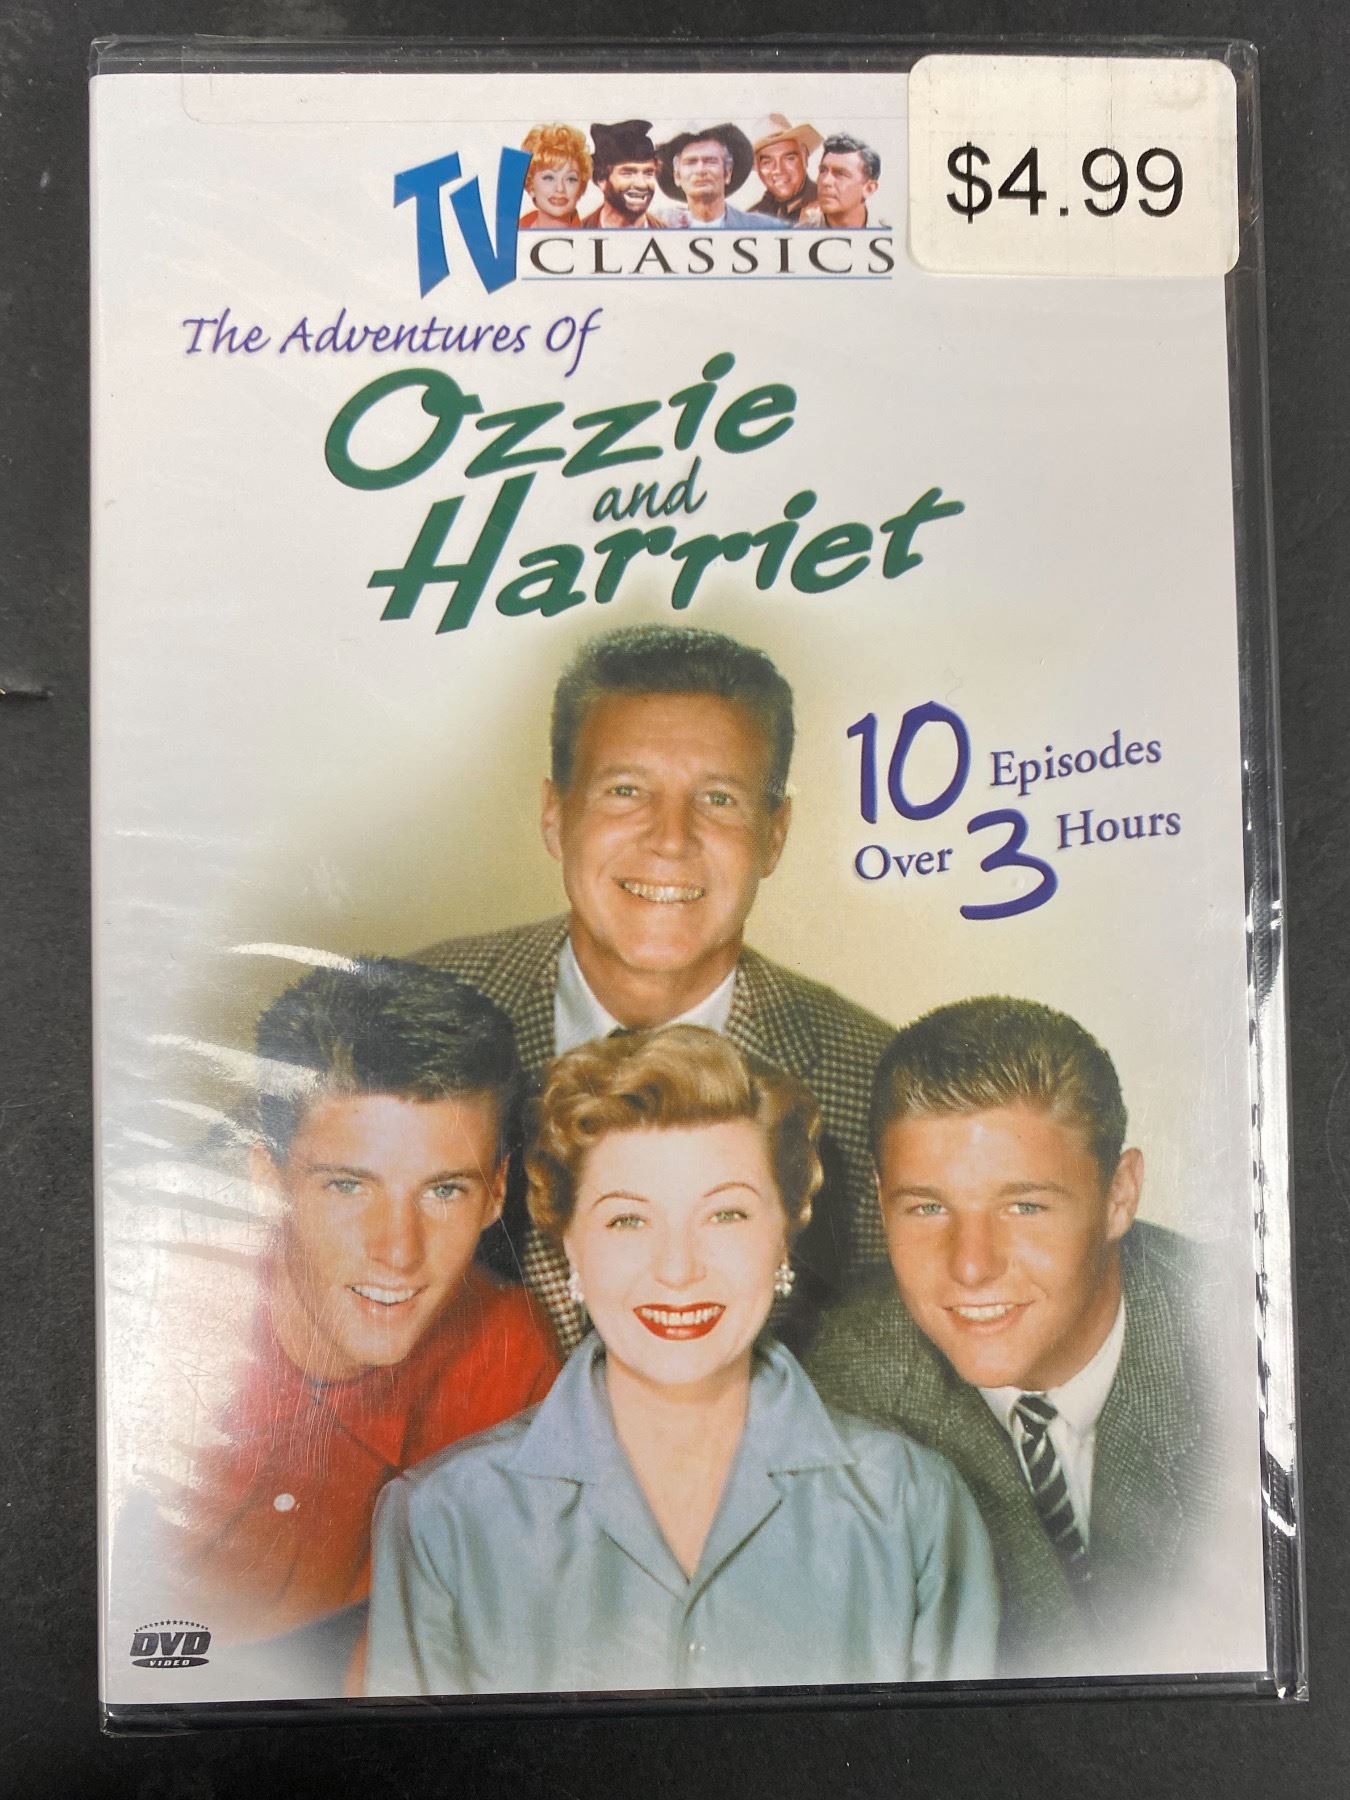 $4.99
TV CLASSICS
The Adventures Of
Ozzie
and
Harriet
10 Episodes
Over 3 Hours
DVD
VIDEO